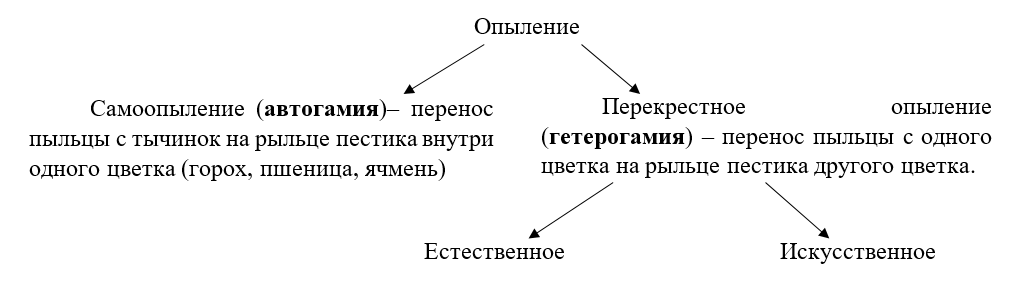 Опыление
Самоопыление (автогамия)– перенос
пыльцы с тычинок на рыльце пестика внутри
одного цветка (горох, пшеница, ячмень)
Перекрестное опыление
(гетерогамия) – перенос пыльцы с одного
цветка на рыльце пестика другого цветка.
Естественное
Искусственное